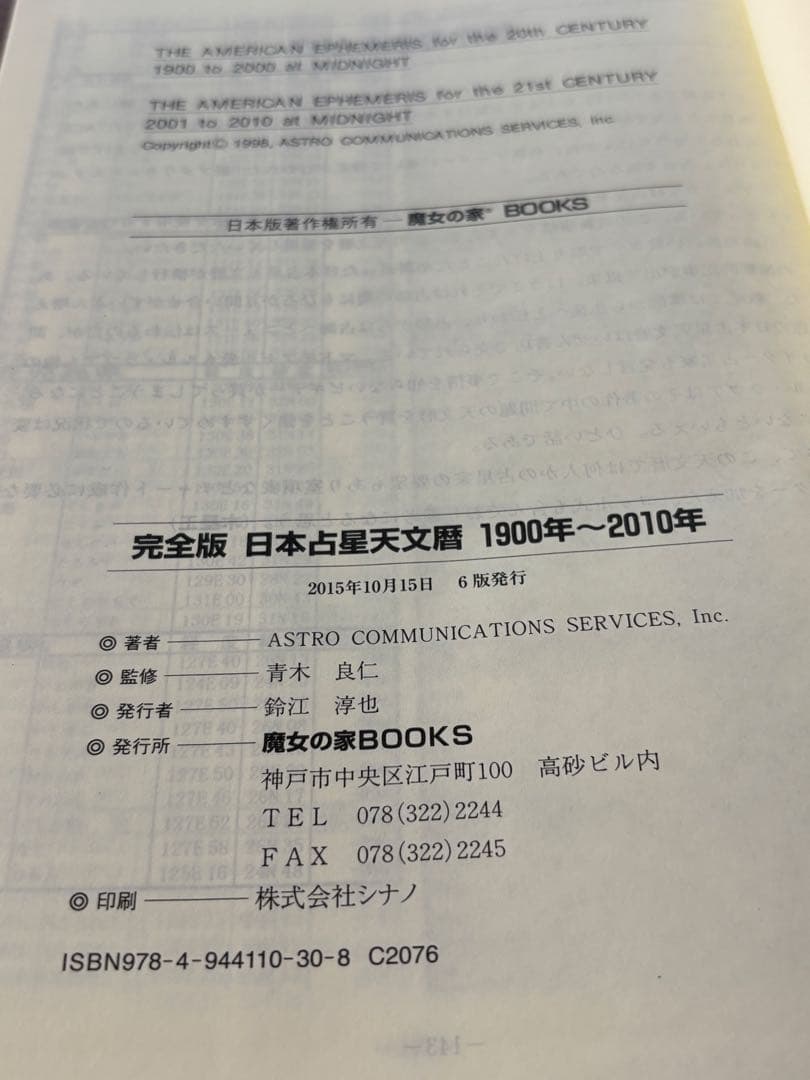 THE AMERICAN EPHEMERIS for the 20th CENTURY
1900 to 2000 at MIDNIGHT
THE AMERICAN EPHEMERIS for the 21st CENTURY
2001 to 2010 at MIDNIGHT
Copyright© 1998, ASTRO COMMUNICATIONS SERVICES, Inc
日本版著作権所有 — 魔女の家® BOOKS
完全版 日本占星天文暦 1900年～2010年
2015年10月15日 6版発行
◎ 著者 ASTRO COMMUNICATIONS SERVICES, Inc.
◎ 監修 青木 良仁
◎ 発行者 鈴江 淳也
◎ 発行所 魔女の家BOOKS
神戸市中央区江戸町100 高砂ビル内
TEL 078(322)2244
FAX 078(322)2245
◎ 印刷 株式会社シナノ
ISBN978-4-944110-30-8 C2076